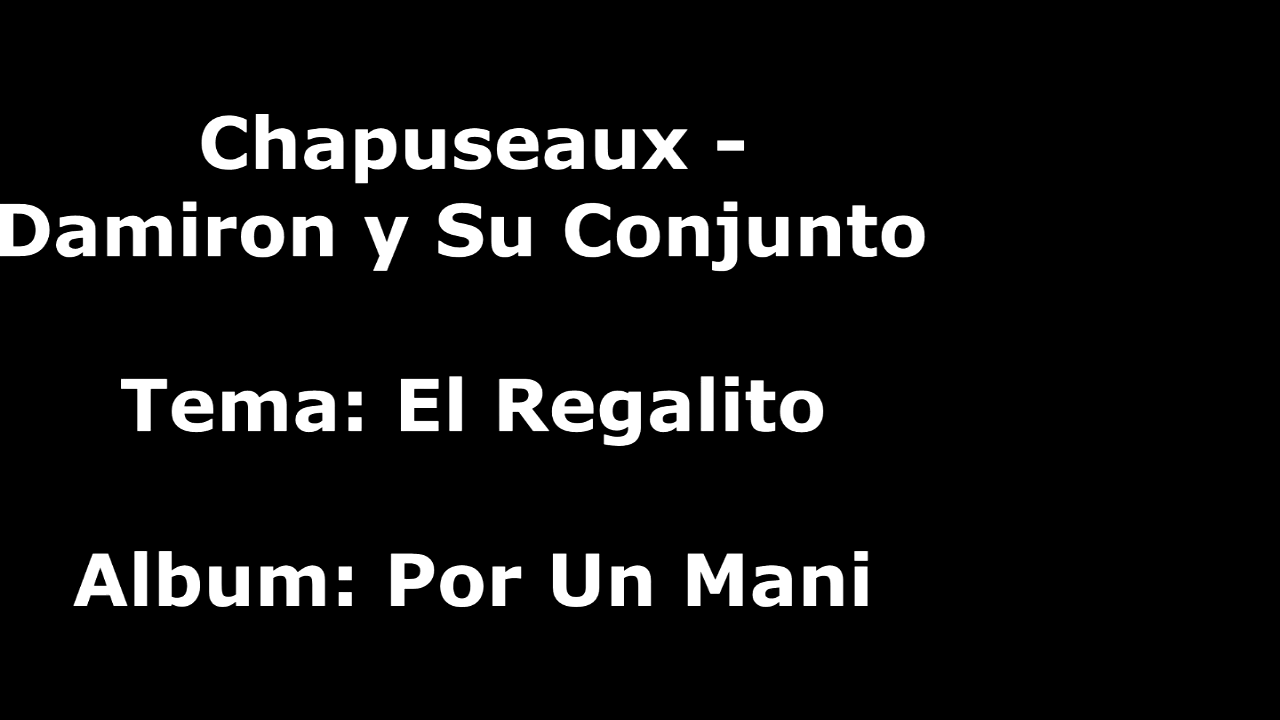 Chapuseaux -
Damiron y Su Conjunto
Tema: El Regalito
Album: Por Un Mani